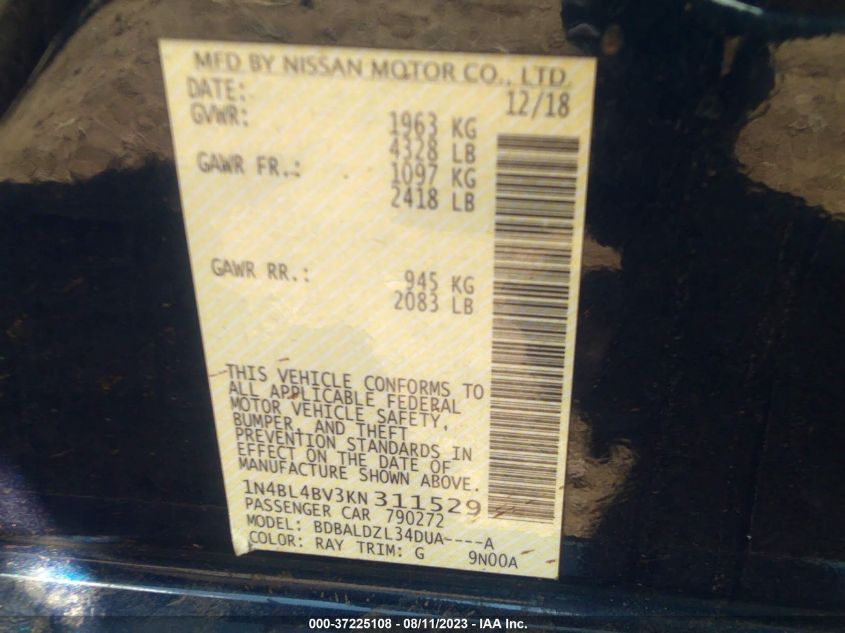 MFD BY NISSAN MOTOR CO., LTD.
DATE: 12/18
GVWR: 1963 KG
4328 LB
GAWR FR.: 1097 KG
2418 LB
GAWR RR.: 945 KG
2083 LB
THIS VEHICLE CONFORMS TO
ALL APPLICABLE FEDERAL
MOTOR VEHICLE SAFETY,
BUMPER, AND THEFT
PREVENTION STANDARDS IN
EFFECT ON THE DATE OF
MANUFACTURE SHOWN ABOVE.
1N4BL4BV3KN311529
PASSENGER CAR 790272
MODEL: BDBALDZL34DUA----A
COLOR: RAY TRIM: G 9N00A
000-37225108 - 08/11/2023 - IAA Inc.